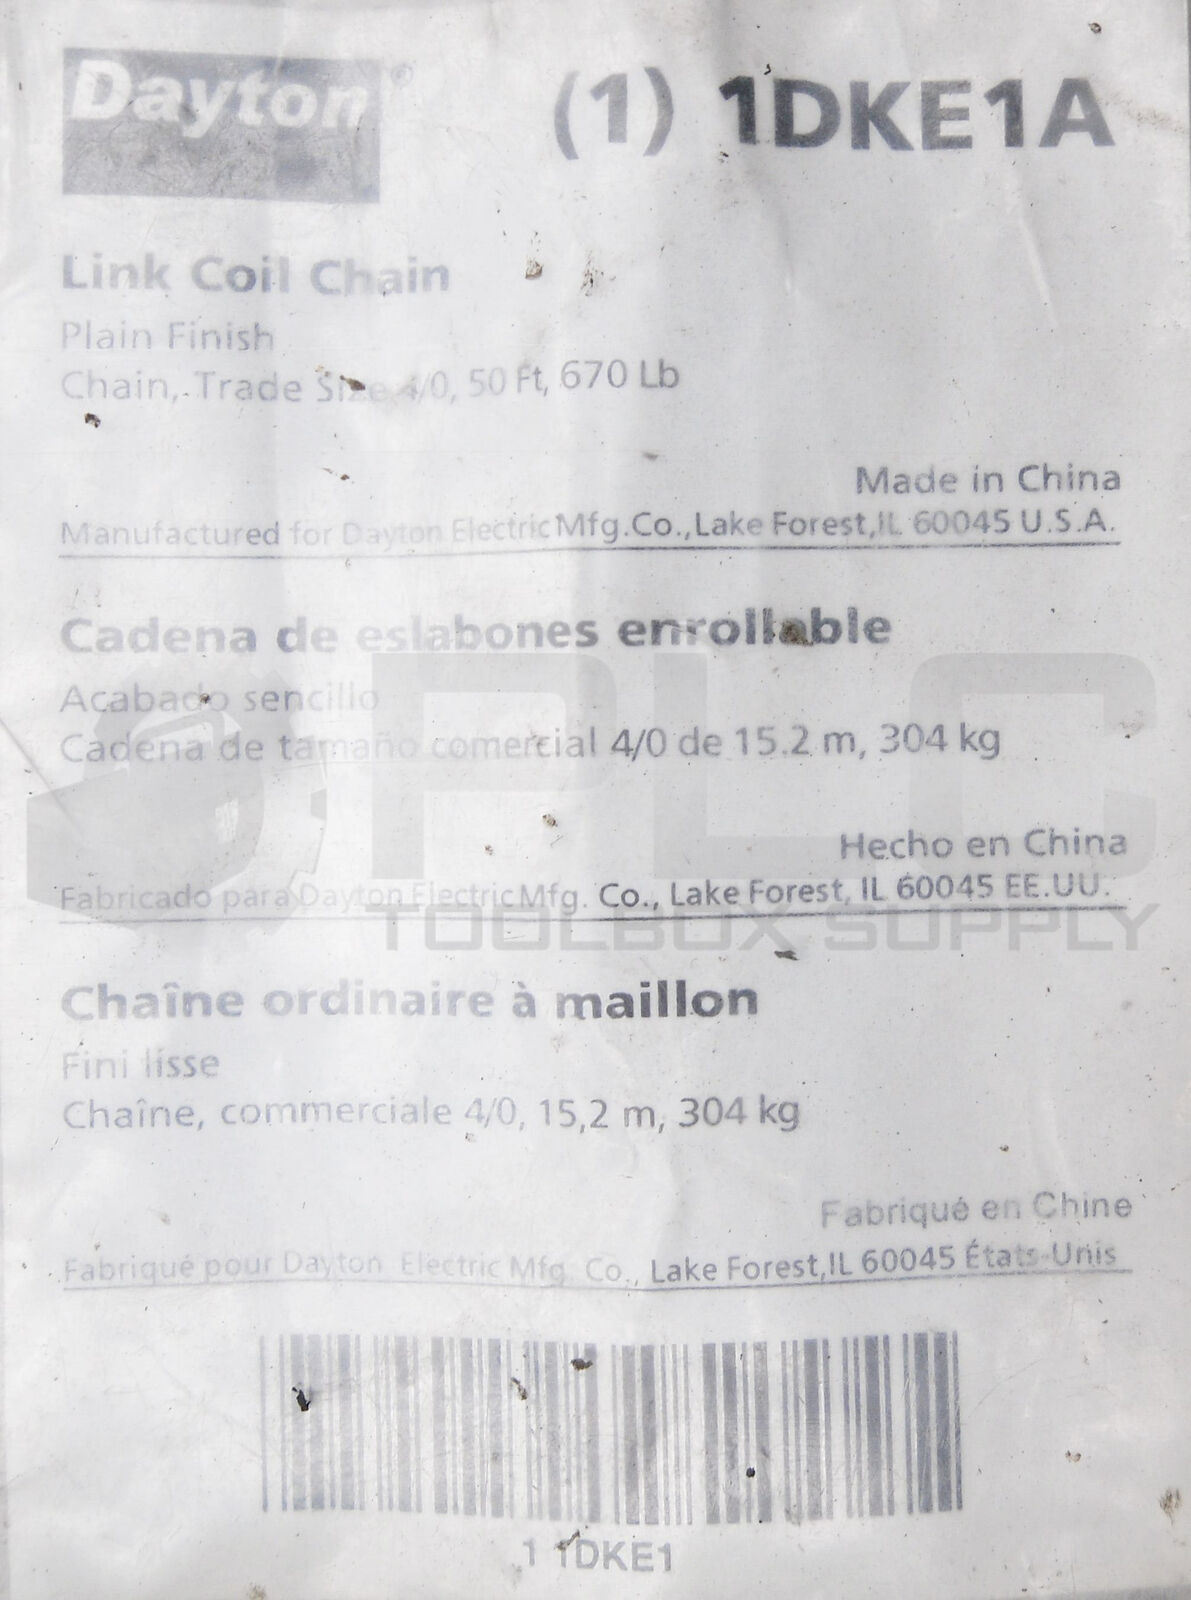 Dayton®
(1) 1DKE1A
Link Coil Chain
Plain Finish
Chain, Trade Size 4/0, 50 Ft, 670 Lb
Made in China
Manufactured for Dayton Electric Mfg.Co.,Lake Forest,IL 60045 U.S.A.
Cadena de eslabones enrollable
Acabado sencillo
Cadena de tamaño comercial 4/0 de 15.2 m, 304 kg
PLC
Hecho en China
Fabricado para Dayton Electric Mfg. Co., Lake Forest, IL 60045 EE.UU.
TOOLBOX SUPPLY
Chaîne ordinaire à maillon
Fini lisse
Chaîne, commerciale 4/0, 15,2 m, 304 kg
Fabriqué en Chine
Fabriqué pour Dayton Electric Mfg Co., Lake Forest,IL 60045 États-Unis
1 1DKE1